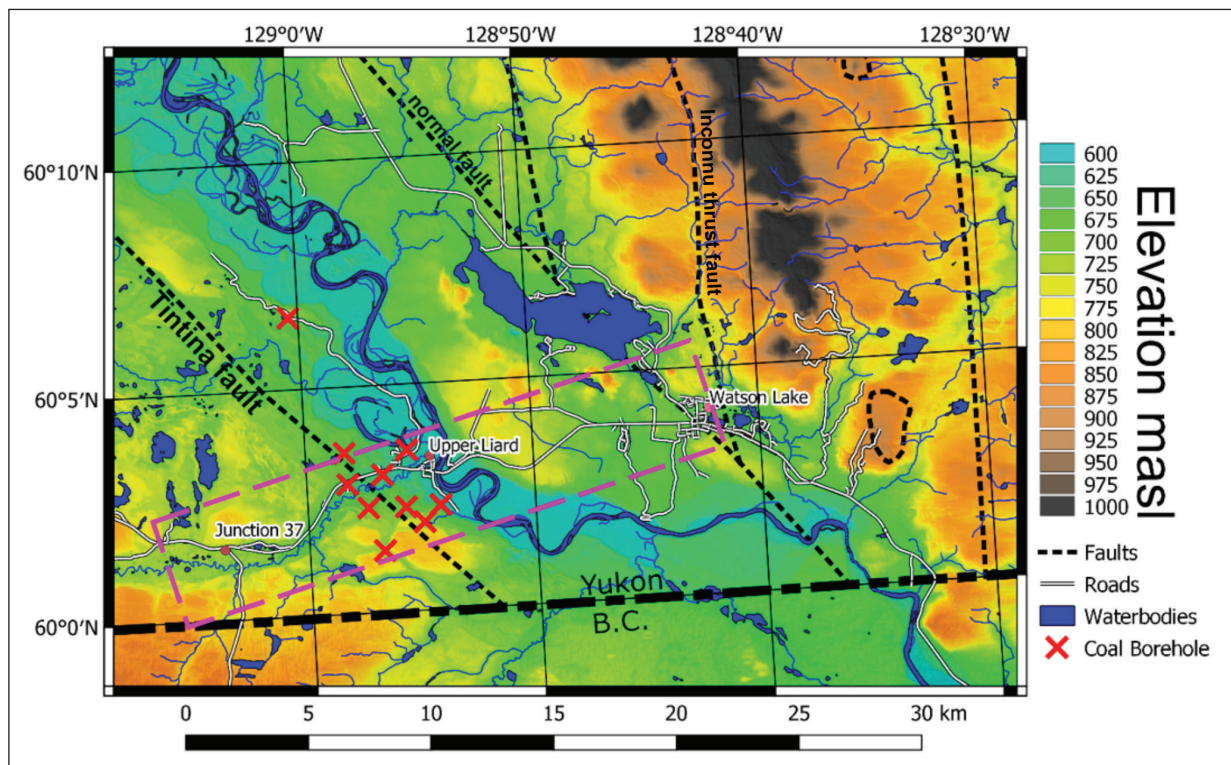 129°0'W
128°50'W
128°40'W
128°30'W
60°10'N
60°5'N
60°0'N
normal fault
Inconnu thrust fault
Tintina fault
Watson Lake
Upper Liard
Junction 37
Yukon
B.C.
600
625
650
675
700
725
750
775
800
825
850
875
900
925
950
975
1000
Elevation masl
Faults
Roads
Waterbodies
Coal Borehole
0 5 10 15 20 25 30 km